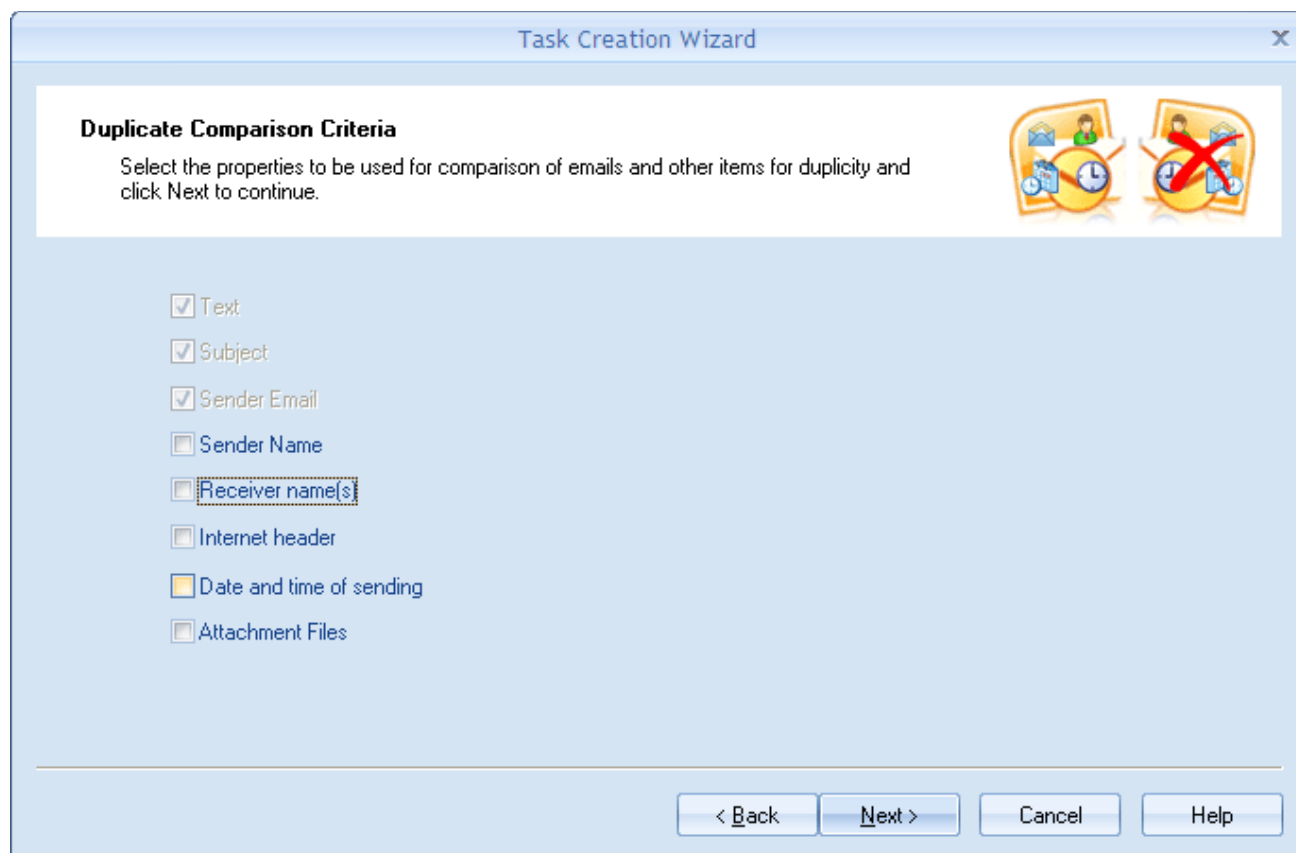 Task Creation Wizard
Duplicate Comparison Criteria
Select the properties to be used for comparison of emails and other items for duplicity and
click Next to continue.
Text
Subject
Sender Email
Sender Name
Receiver name(s)
Internet header
Date and time of sending
Attachment Files
< Back
Next >
Cancel
Help